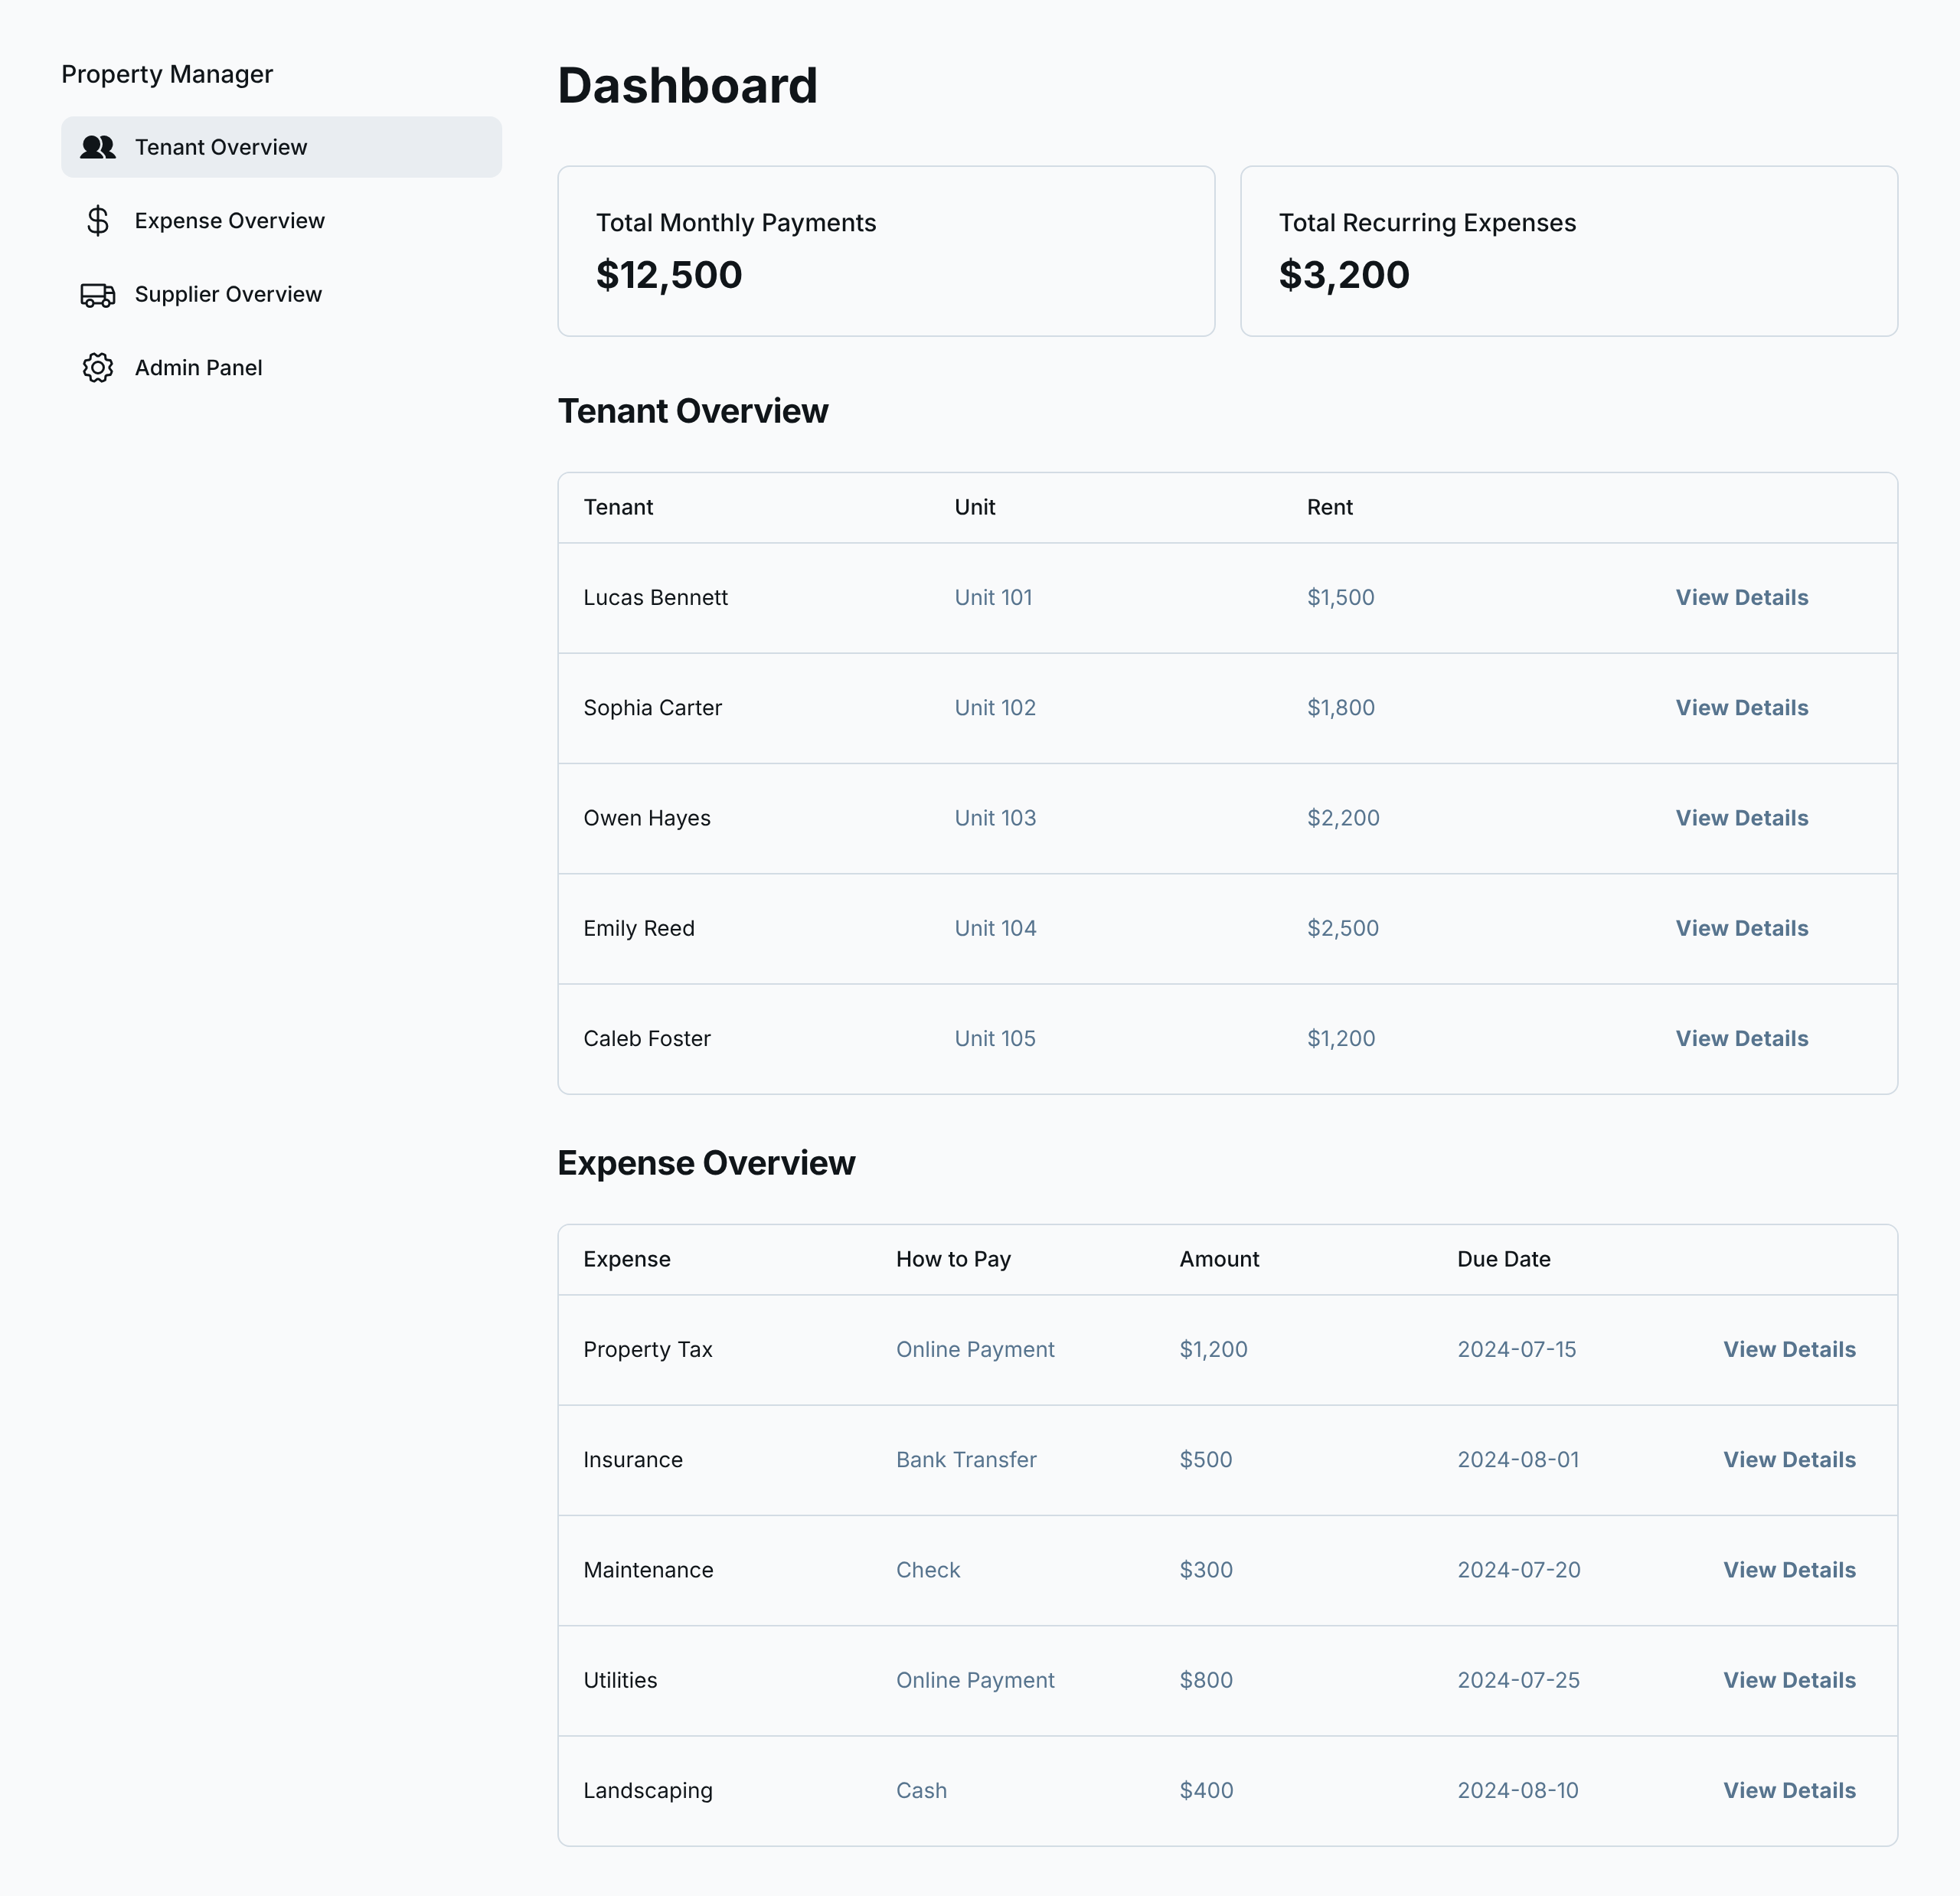 Property Manager
Tenant Overview
Expense Overview
Supplier Overview
Admin Panel
Dashboard
Total Monthly Payments
$12,500
Total Recurring Expenses
$3,200
Tenant Overview
Tenant Unit Rent
Lucas Bennett Unit 101 $1,500 View Details
Sophia Carter Unit 102 $1,800 View Details
Owen Hayes Unit 103 $2,200 View Details
Emily Reed Unit 104 $2,500 View Details
Caleb Foster Unit 105 $1,200 View Details
Expense Overview
Expense How to Pay Amount Due Date
Property Tax Online Payment $1,200 2024-07-15 View Details
Insurance Bank Transfer $500 2024-08-01 View Details
Maintenance Check $300 2024-07-20 View Details
Utilities Online Payment $800 2024-07-25 View Details
Landscaping Cash $400 2024-08-10 View Details